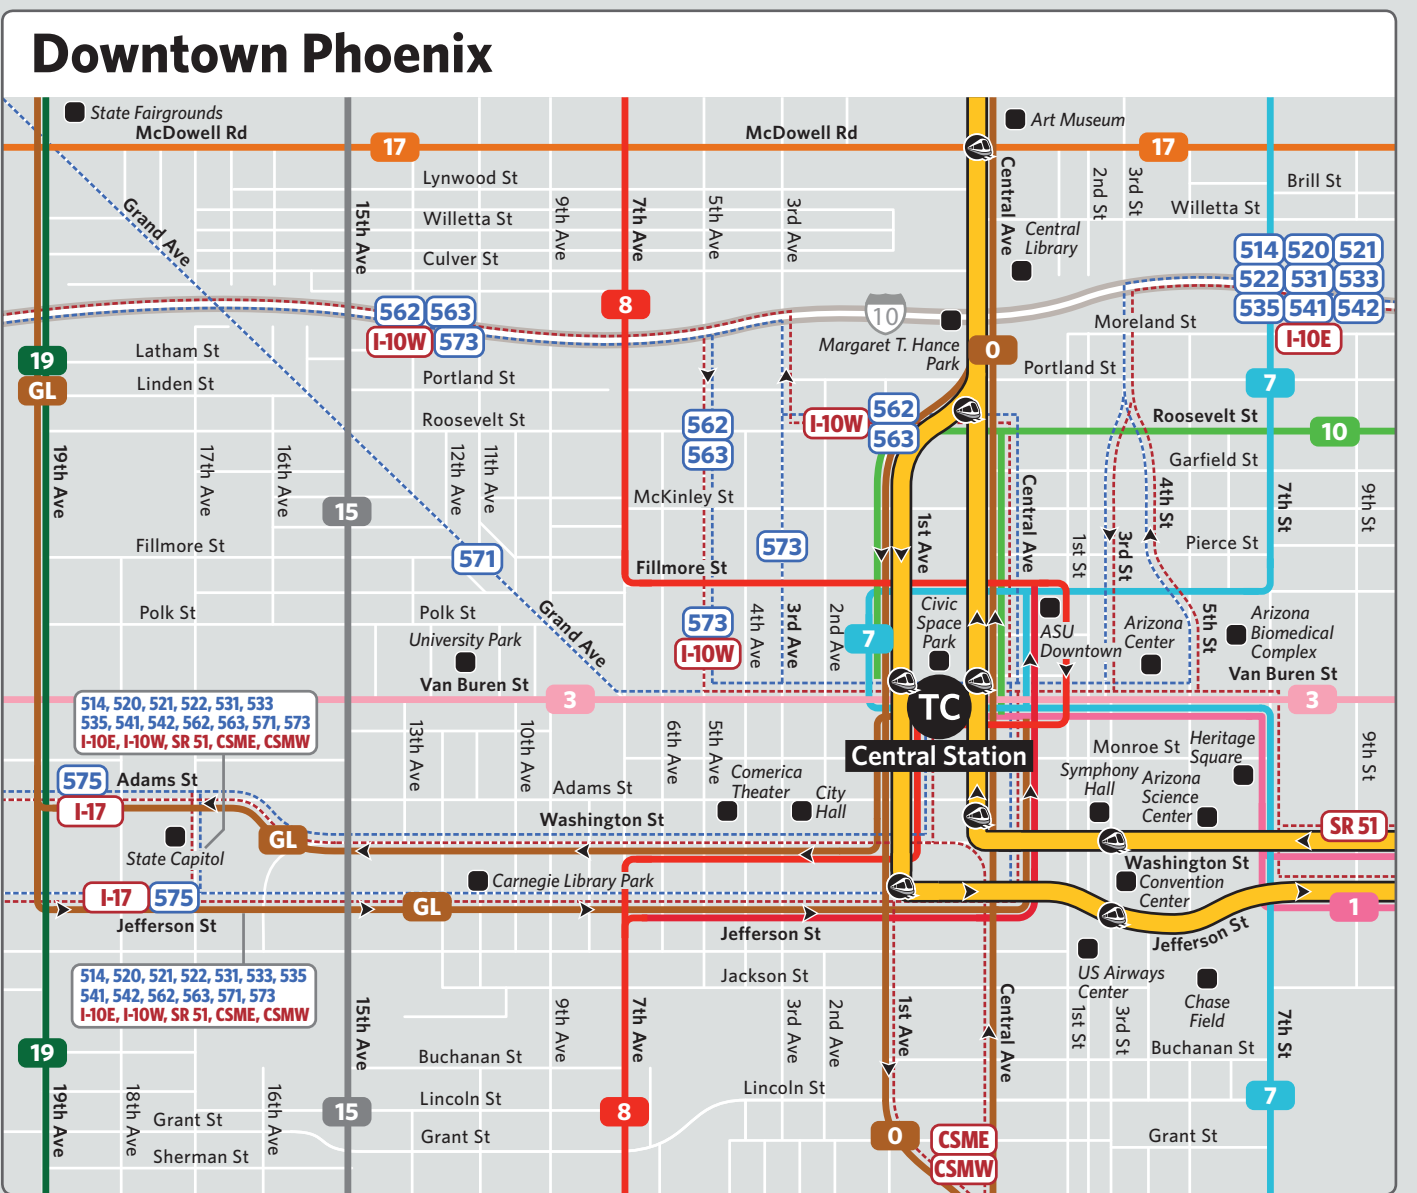 Downtown Phoenix
State Fairgrounds
McDowell Rd
McDowell Rd
Art Museum
17
17
Lynwood St
Willetta St
Culver St
Grand Ave
15th Ave
9th Ave
7th Ave
5th Ave
3rd Ave
Central Ave
2nd St
3rd St
Brill St
Willetta St
Central
Library
514 520 521
522 531 533
535 541 542
I-10E
562 563
I-10W 573
8
10
Margaret T. Hance
Park
0
Moreland St
Portland St
19
GL
Latham St
Linden St
Portland St
Roosevelt St
7
Roosevelt St
10
Garfield St
562
563
I-10W
562
563
19th Ave
17th Ave
16th Ave
12th Ave
11th Ave
McKinley St
15
1st Ave
Central Ave
1st St
3rd St
4th St
7th St
9th St
Pierce St
Fillmore St
571
573
Fillmore St
Polk St
Polk St
Grand Ave
573
I-10W
4th Ave
3rd Ave
2nd Ave
7
Civic
Space
Park
ASU
Downtown
Arizona
Center
5th St
Arizona
Biomedical
Complex
University Park
Van Buren St
Van Buren St
3
3
TC
Central Station
514, 520, 521, 522, 531, 533
535, 541, 542, 562, 563, 571, 573
I-10E, I-10W, SR 51, CSME, CSMW
13th Ave
10th Ave
6th Ave
5th Ave
Monroe St
Heritage
Square
9th St
575
Adams St
I-17
Adams St
Comerica
Theater
City
Hall
Symphony
Hall
Arizona
Science
Center
Washington St
SR 51
GL
State Capitol
Washington St
Carnegie Library Park
Convention
Center
I-17 575
GL
1
Jefferson St
Jefferson St
Jefferson St
Jackson St
US Airways
Center
Chase
Field
514, 520, 521, 522, 531, 533, 535
541, 542, 562, 563, 571, 573
I-10E, I-10W, SR 51, CSME, CSMW
15th Ave
9th Ave
7th Ave
3rd Ave
2nd Ave
1st Ave
Central Ave
1st St
3rd St
7th St
19
Buchanan St
Buchanan St
19th Ave
18th Ave
16th Ave
Lincoln St
Lincoln St
15
8
7
Grant St
Grant St
Grant St
Sherman St
0
CSME
CSMW